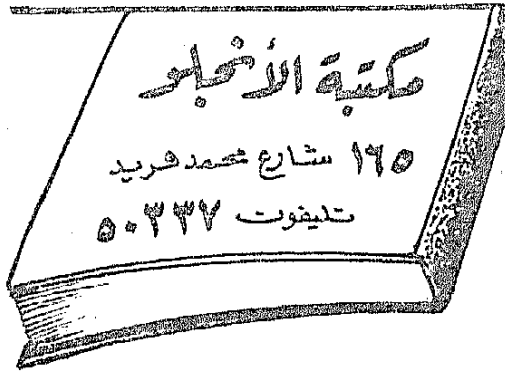 مكتبة الأنجلو
١٦٥ شارع محمد فريد
تليفون ٥٠٣٣٧